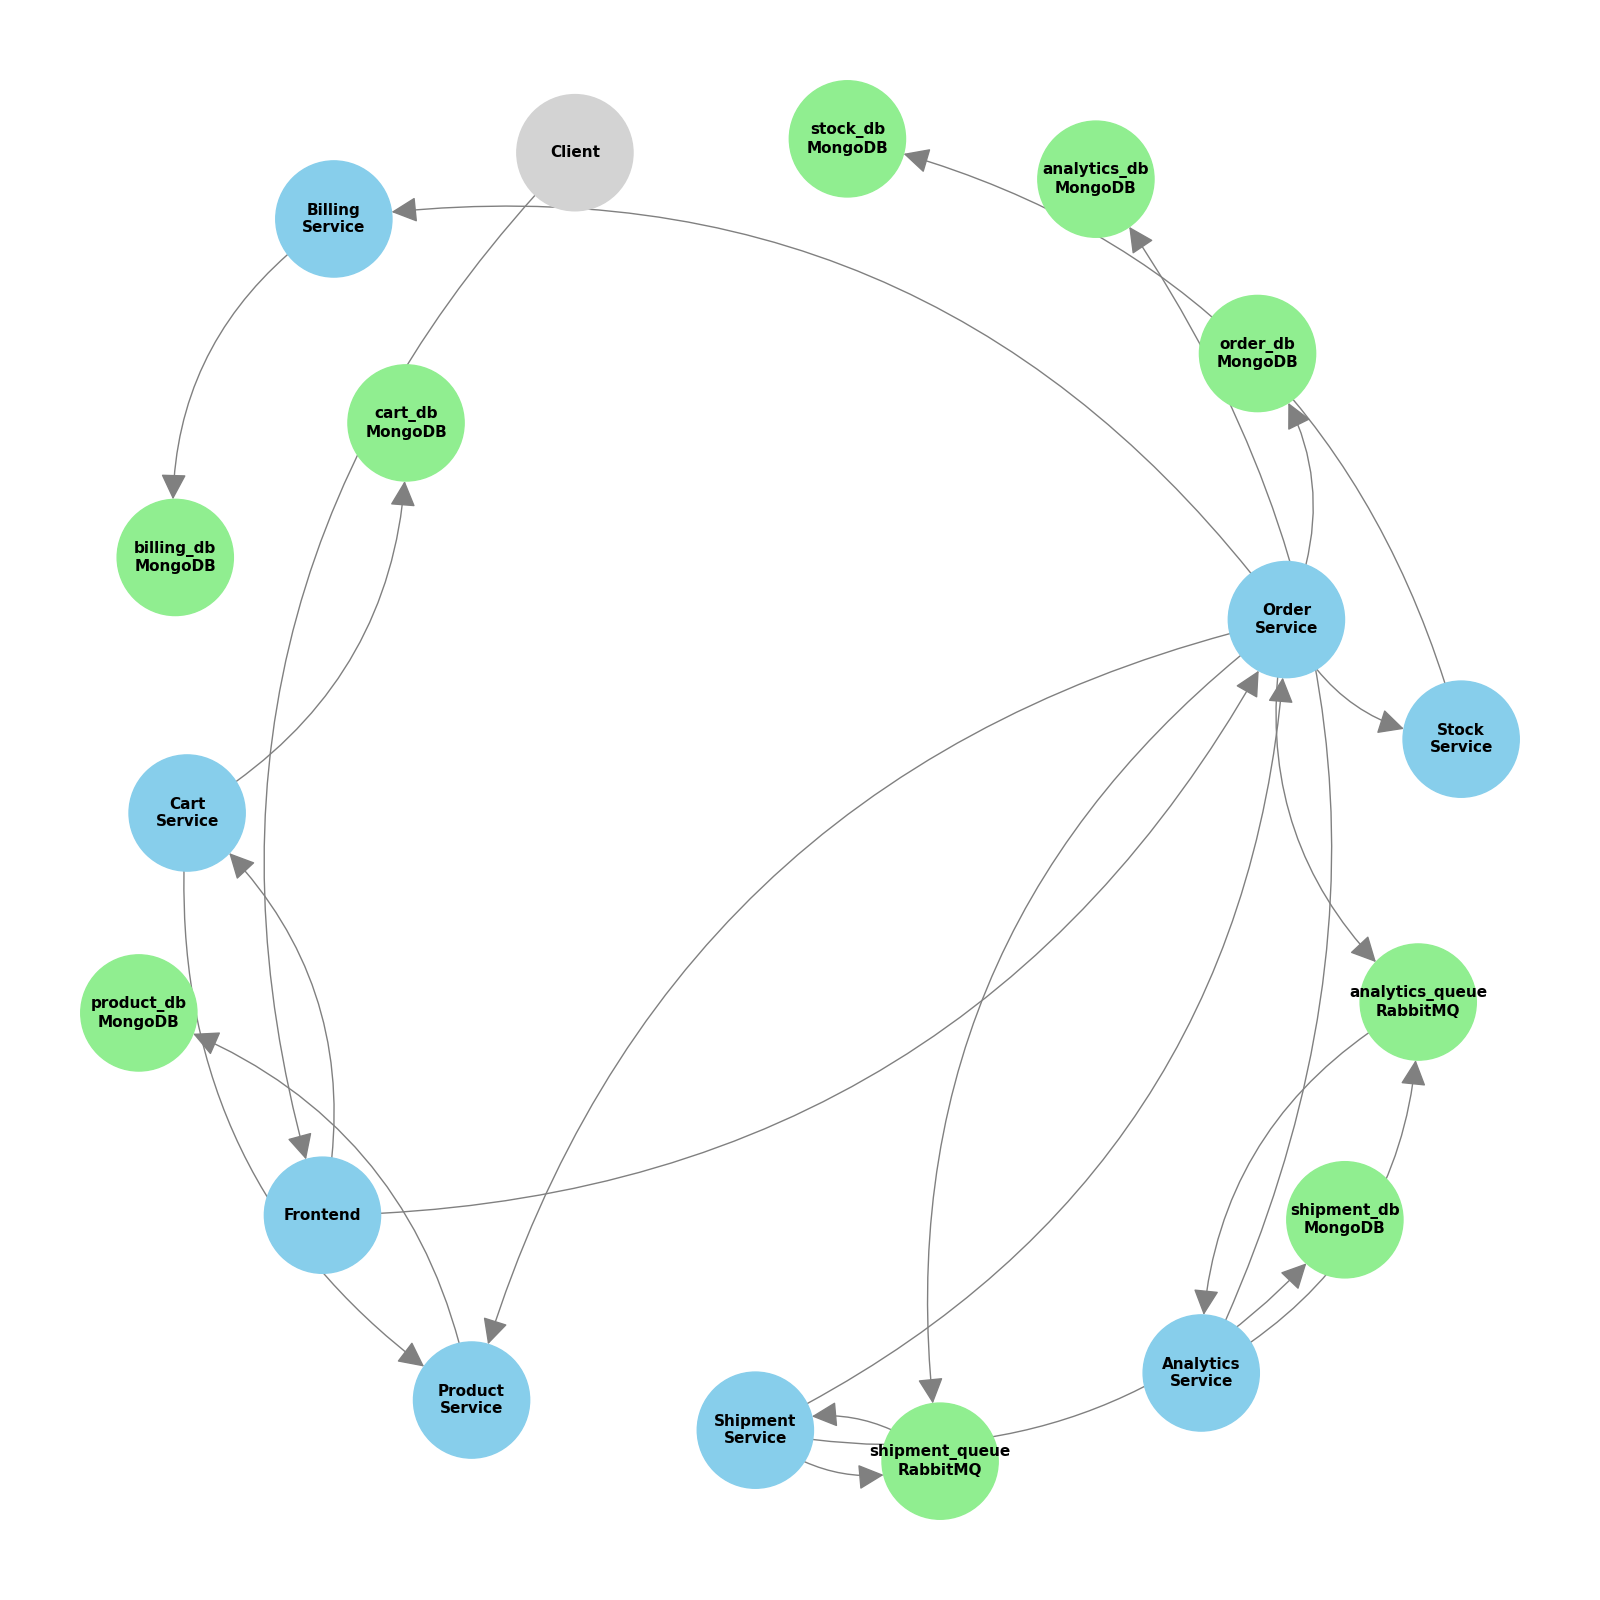 Client
stock_db
MongoDB
analytics_db
MongoDB
Billing
Service
order_db
MongoDB
cart_db
MongoDB
billing_db
MongoDB
Order
Service
Stock
Service
Cart
Service
product_db
MongoDB
analytics_queue
RabbitMQ
Frontend
shipment_db
MongoDB
Analytics
Service
Product
Service
Shipment
Service
shipment_queue
RabbitMQ